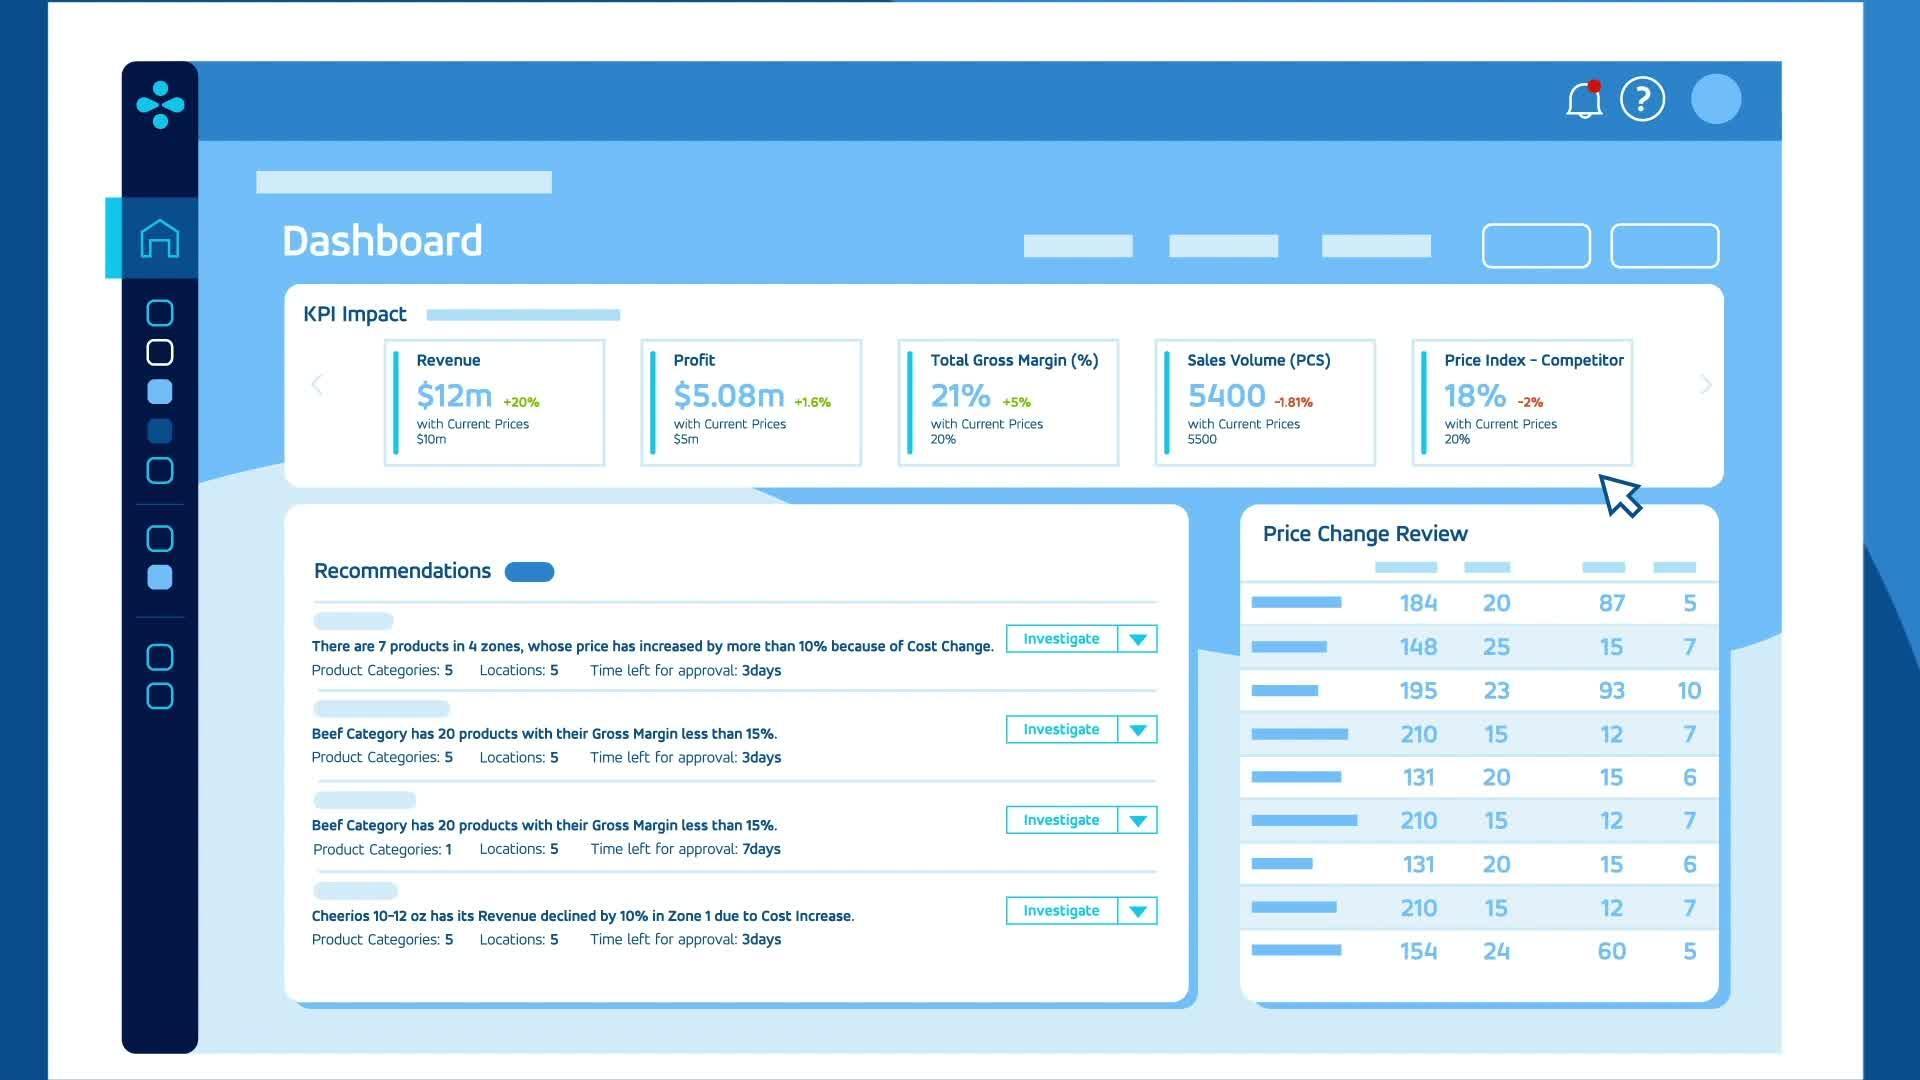 ?
Dashboard
KPI Impact
Revenue
$12m +20%
with Current Prices
$10m
Profit
$5.08m +1.6%
with Current Prices
$5m
Total Gross Margin (%)
21% +5%
with Current Prices
20%
Sales Volume (PCS)
5400 -1.81%
with Current Prices
5500
Price Index - Competitor
18% -2%
with Current Prices
20%
Recommendations
There are 7 products in 4 zones, whose price has increased by more than 10% because of Cost Change.
Product Categories: 5 Locations: 5 Time left for approval: 3days
Investigate
Beef Category has 20 products with their Gross Margin less than 15%.
Product Categories: 5 Locations: 5 Time left for approval: 3days
Investigate
Beef Category has 20 products with their Gross Margin less than 15%.
Product Categories: 1 Locations: 5 Time left for approval: 7days
Investigate
Cheerios 10-12 oz has its Revenue declined by 10% in Zone 1 due to Cost Increase.
Product Categories: 5 Locations: 5 Time left for approval: 3days
Investigate
Price Change Review
184 20 87 5
148 25 15 7
195 23 93 10
210 15 12 7
131 20 15 6
210 15 12 7
131 20 15 6
210 15 12 7
154 24 60 5